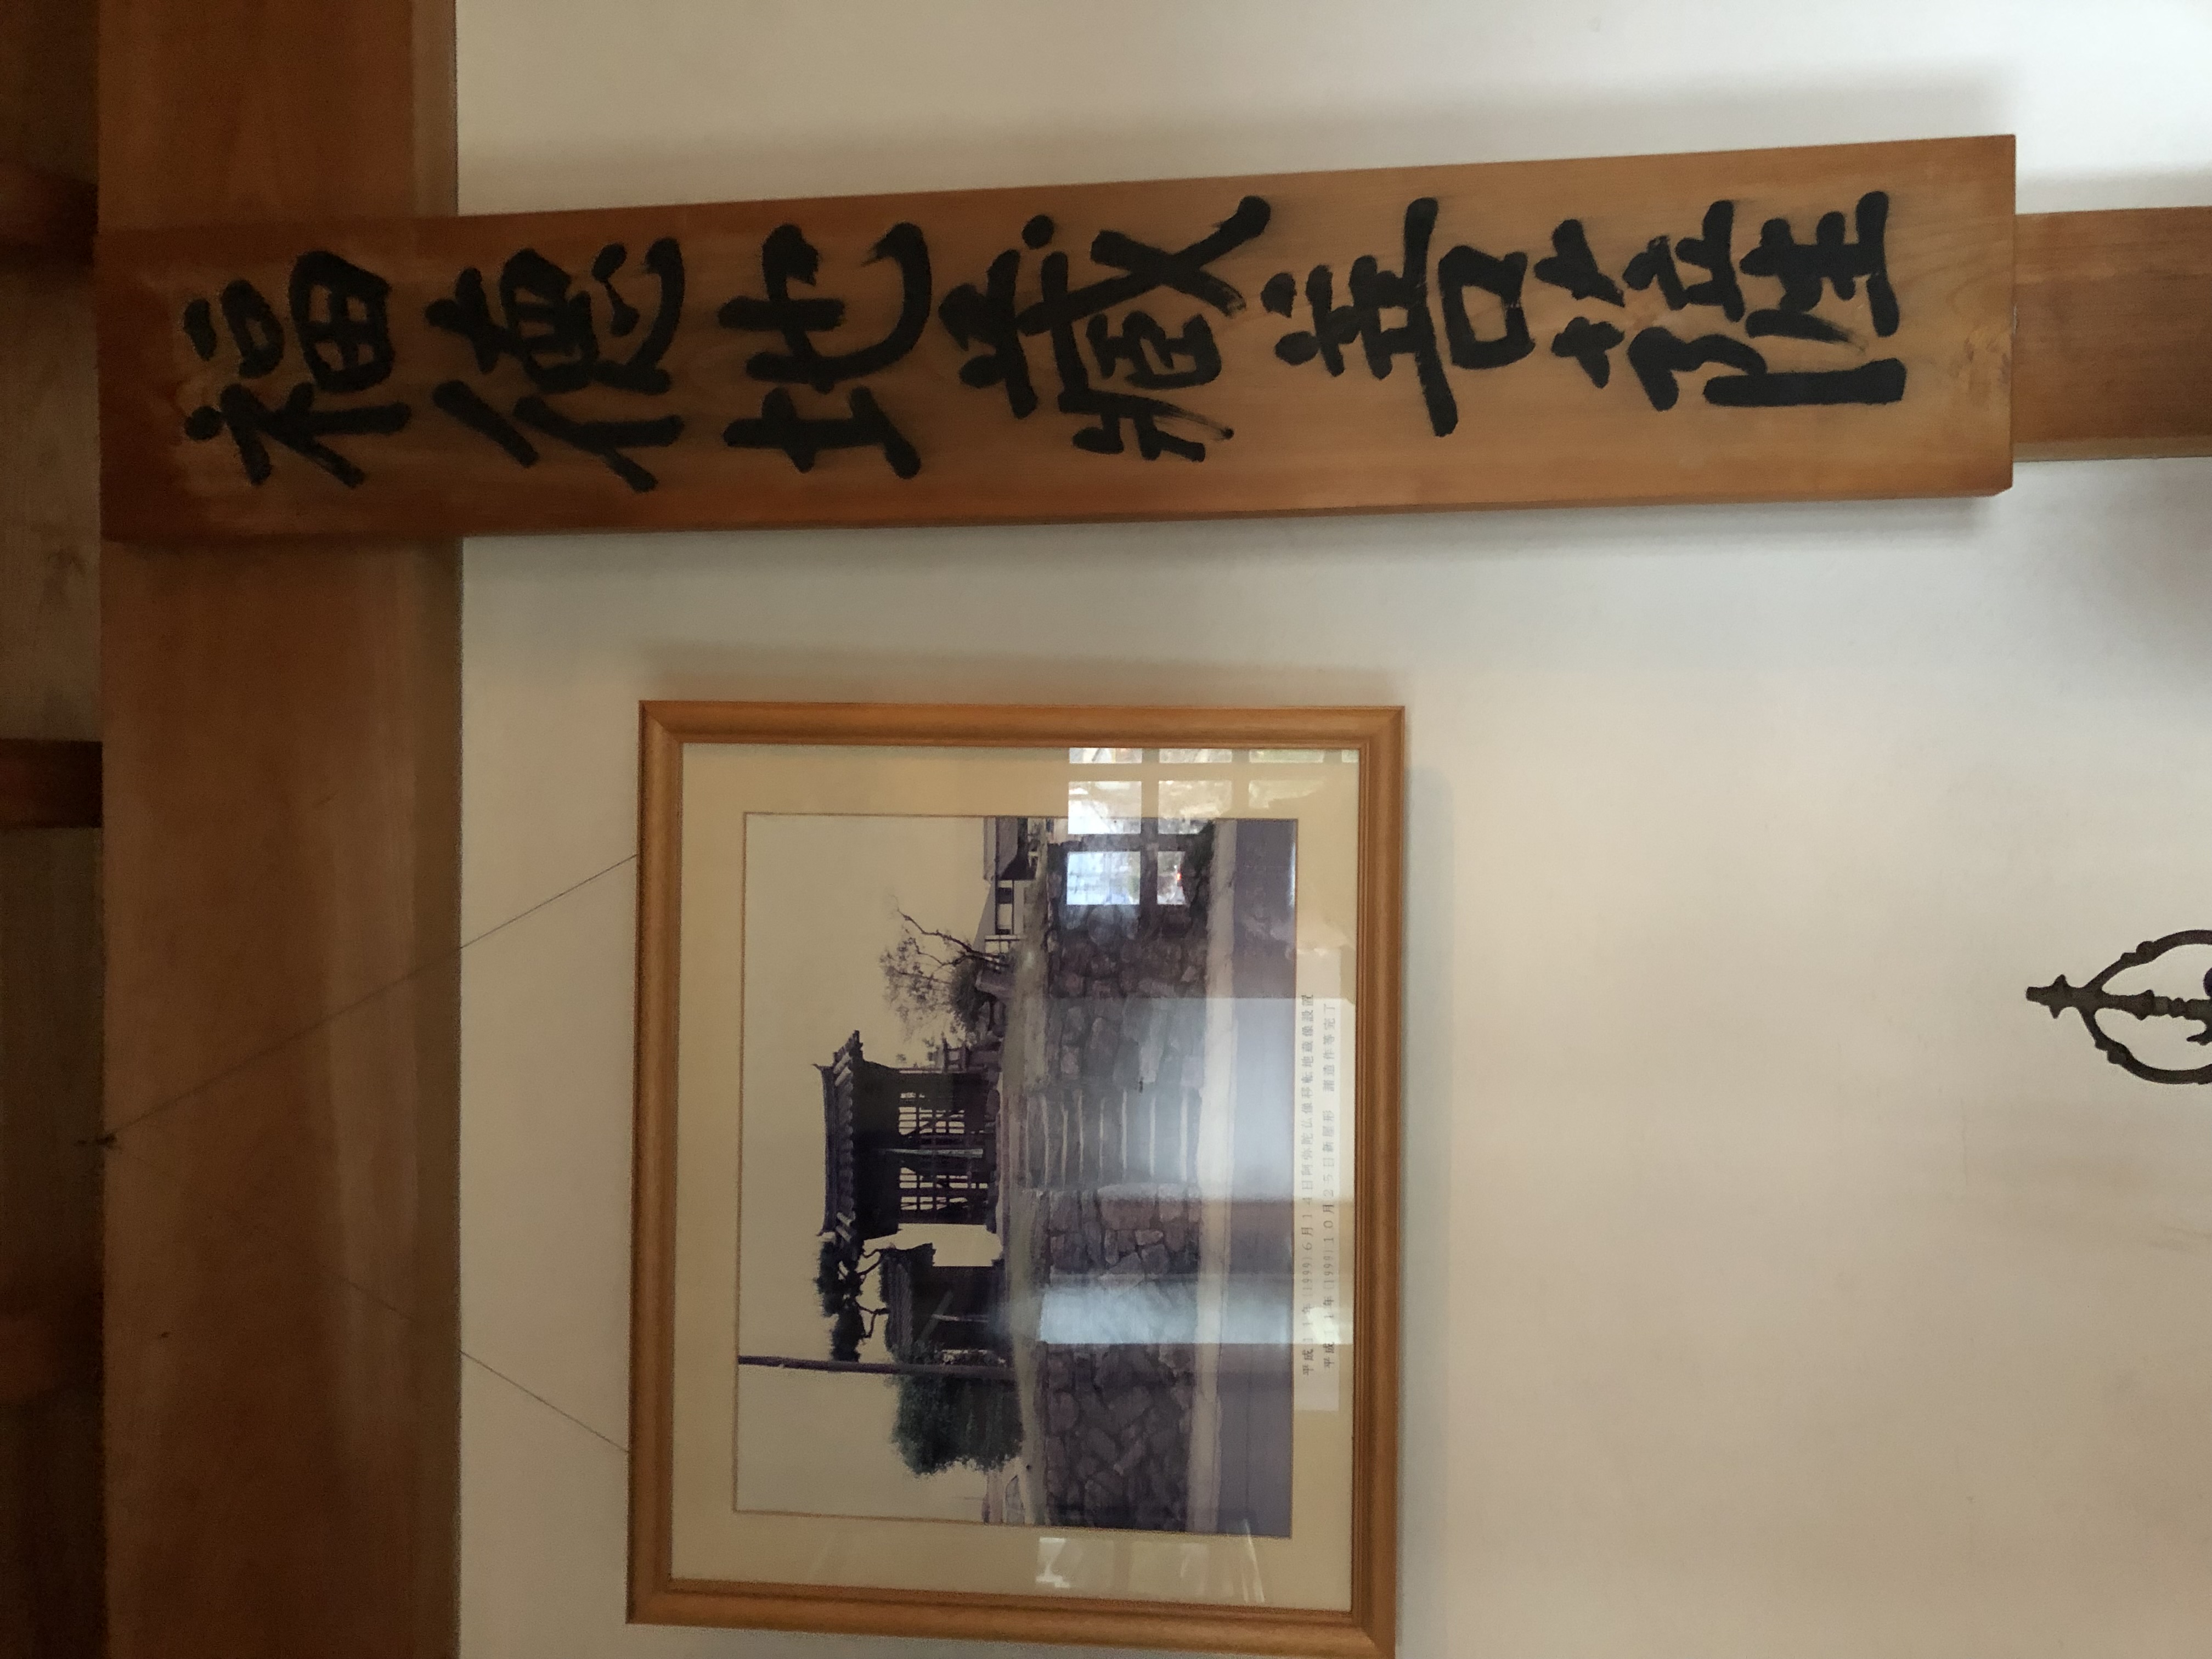 福徳地藏菩薩
平成11年(1999)6月14日阿弥陀仏像移転地蔵像設置
平成11年(1999)10月25日新屋形　諸造作等完了